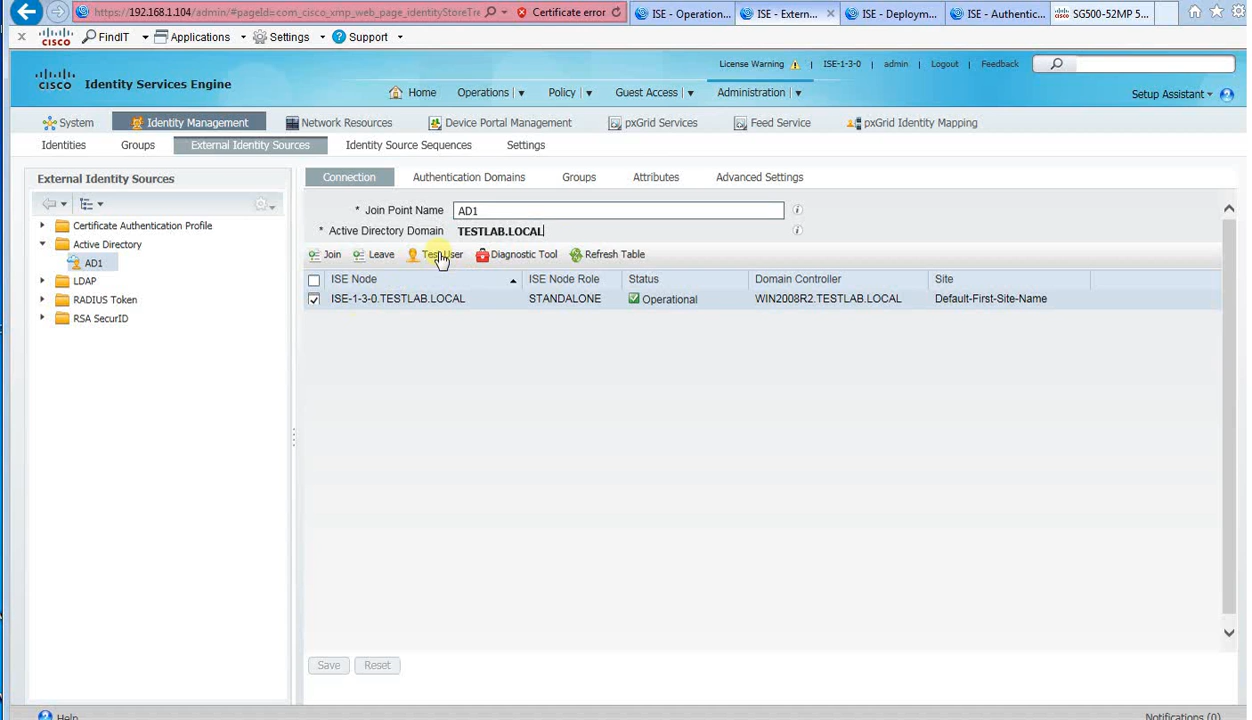 https://192.168.1.104/admin/#pageId=com_cisco_xmp_web_page_identityStoreTre Certificate error ISE - Operation... ISE - Extern... ISE - Deploym... ISE - Authentic... SG500-52MP 5...
x CISCO FindIT Applications Settings Support
License Warning ISE-1-3-0 | admin | Logout | Feedback
CISCO Identity Services Engine
Home Operations Policy Guest Access Administration
Setup Assistant
System Identity Management Network Resources Device Portal Management pxGrid Services Feed Service pxGrid Identity Mapping
Identities Groups External Identity Sources Identity Source Sequences Settings
External Identity Sources
Certificate Authentication Profile
Active Directory
AD1
LDAP
RADIUS Token
RSA SecurID
Connection Authentication Domains Groups Attributes Advanced Settings
* Join Point Name AD1
* Active Directory Domain TESTLAB.LOCAL
Join Leave Test User Diagnostic Tool Refresh Table
ISE Node ISE Node Role Status Domain Controller Site
ISE-1-3-0.TESTLAB.LOCAL STANDALONE Operational WIN2008R2.TESTLAB.LOCAL Default-First-Site-Name
Save Reset
Help Notifications (0)